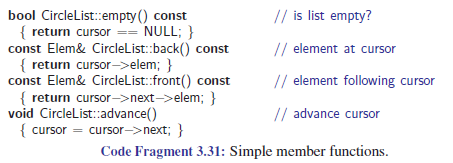 bool CircleList::empty() const // is list empty?
{ return cursor == NULL; }
const Elem& CircleList::back() const // element at cursor
{ return cursor−>elem; }
const Elem& CircleList::front() const // element following cursor
{ return cursor−>next−>elem; }
void CircleList::advance() // advance cursor
{ cursor = cursor−>next; }
Code Fragment 3.31: Simple member functions.